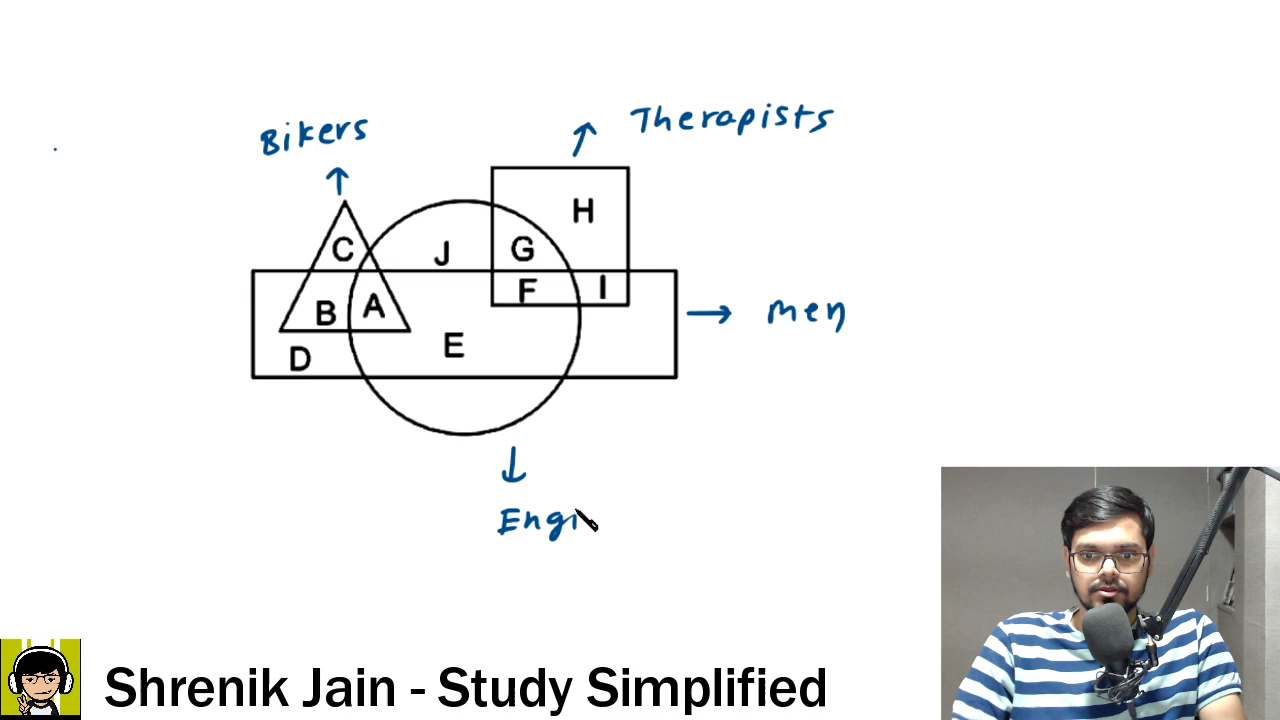 Therapists
Bikers
H
C
J
G
F
I
B
A
men
E
D
Engi
Shrenik Jain - Study Simplified